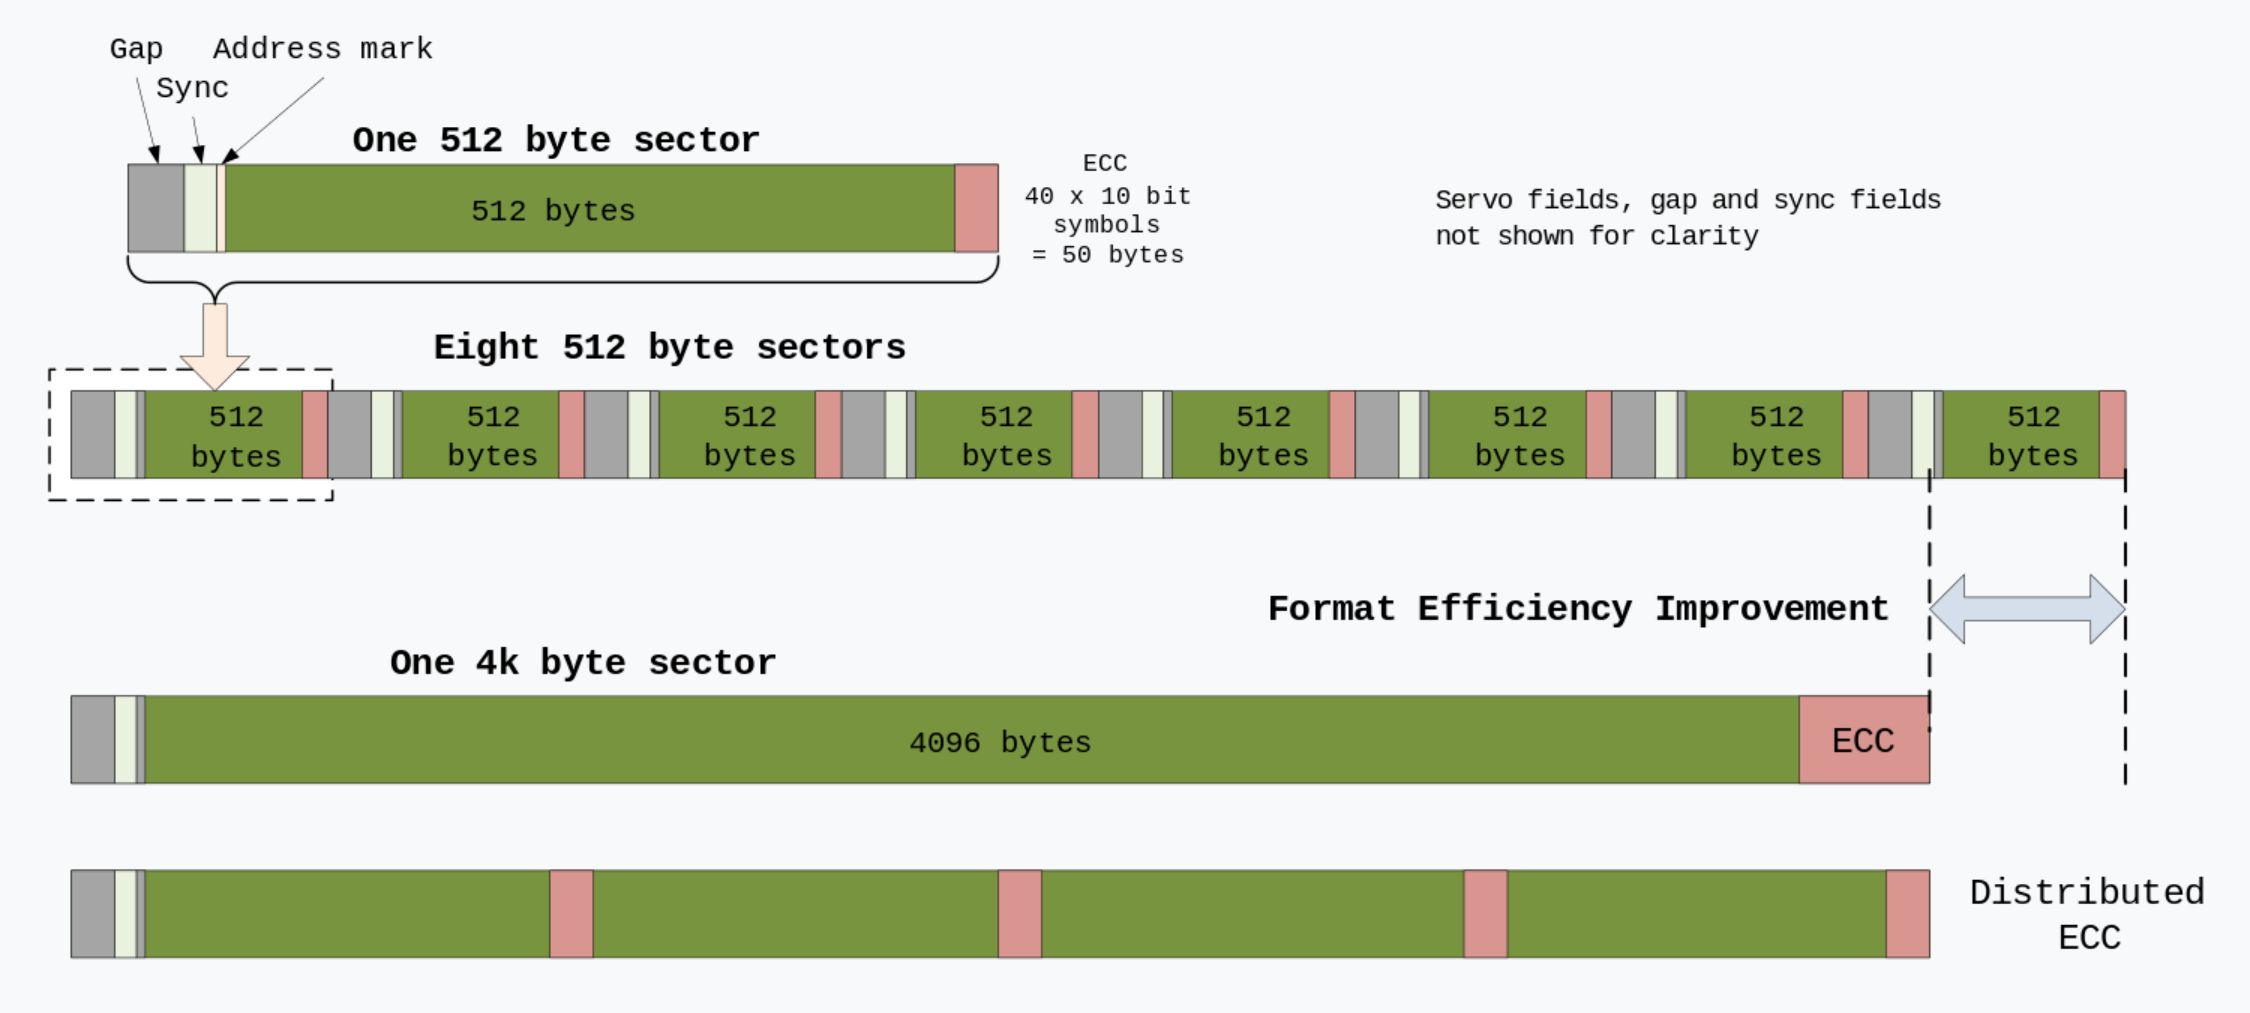 Gap Address mark
Sync
One 512 byte sector
512 bytes
ECC
40 x 10 bit
symbols
= 50 bytes
Servo fields, gap and sync fields
not shown for clarity
Eight 512 byte sectors
512
bytes
512
bytes
512
bytes
512
bytes
512
bytes
512
bytes
512
bytes
512
bytes
Format Efficiency Improvement
One 4k byte sector
4096 bytes
ECC
Distributed
ECC